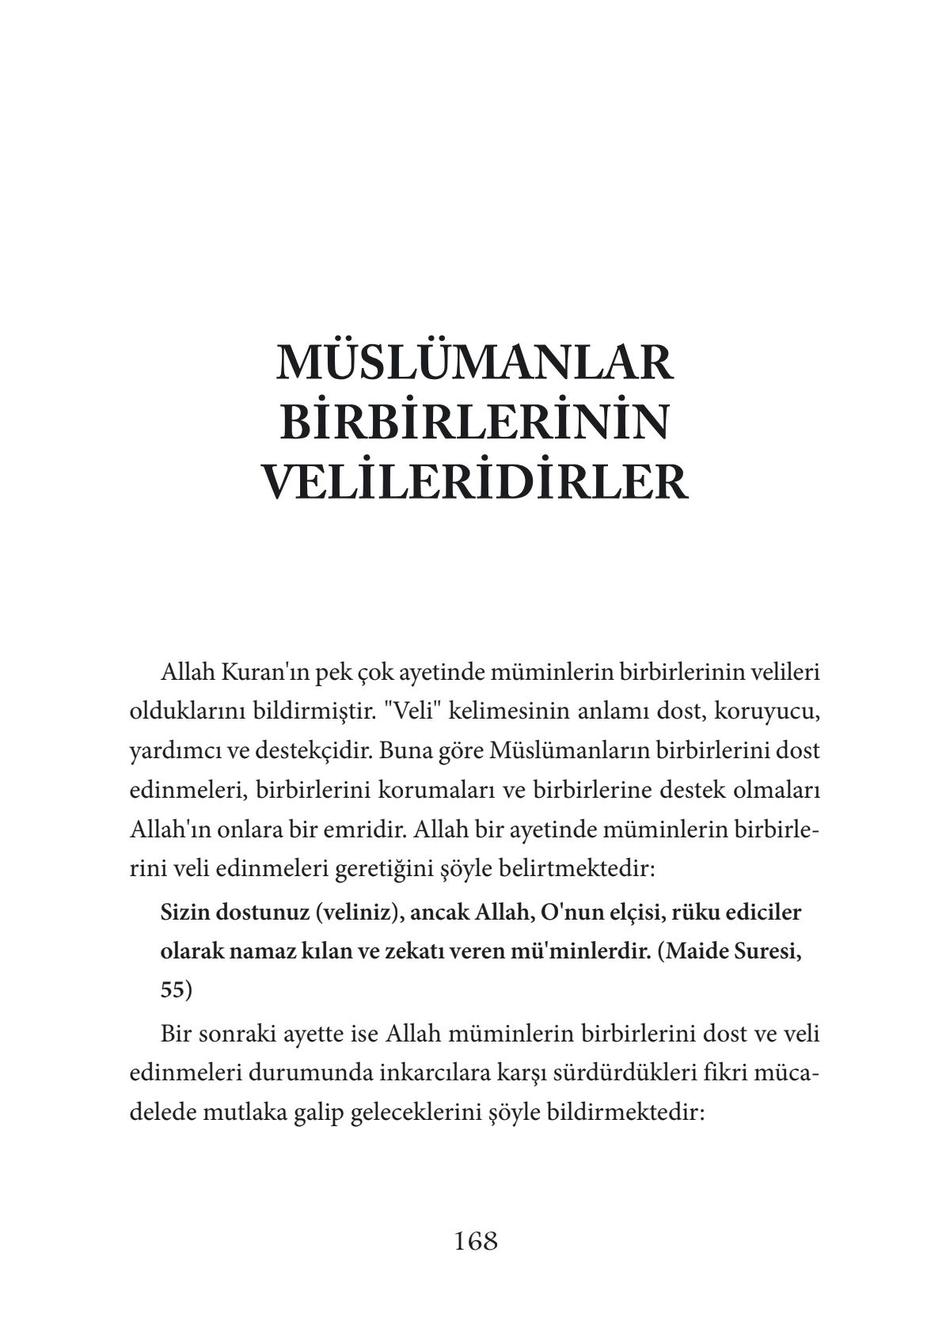 MÜSLÜMANLAR
BİRBİRLERİNİN
VELİLERİDİRLER
Allah Kuran'ın pek çok ayetinde müminlerin birbirlerinin velileri
olduklarını bildirmiştir. "Veli" kelimesinin anlamı dost, koruyucu,
yardımcı ve destekçidir. Buna göre Müslümanların birbirlerini dost
edinmeleri, birbirlerini korumaları ve birbirlerine destek olmaları
Allah'ın onlara bir emridir. Allah bir ayetinde müminlerin birbirle-
rini veli edinmeleri geretiğini şöyle belirtmektedir:
Sizin dostunuz (veliniz), ancak Allah, O'nun elçisi, rüku ediciler
olarak namaz kılan ve zekatı veren mü'minlerdir. (Maide Suresi,
55)
Bir sonraki ayette ise Allah müminlerin birbirlerini dost ve veli
edinmeleri durumunda inkarcılara karşı sürdürdükleri fikri müca-
delede mutlaka galip geleceklerini şöyle bildirmektedir:
168